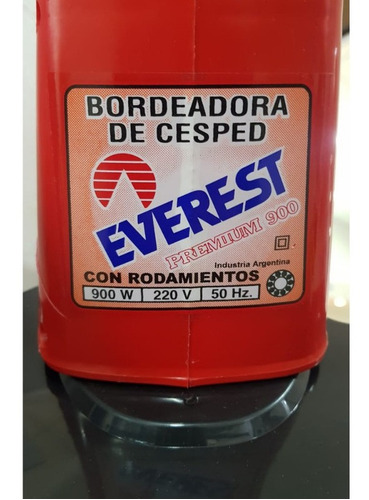 BORDEADORA
DE CESPED
EVEREST
PREMIUM 900
Industria Argentina
CON RODAMIENTOS
900 W 220 V 50 Hz.